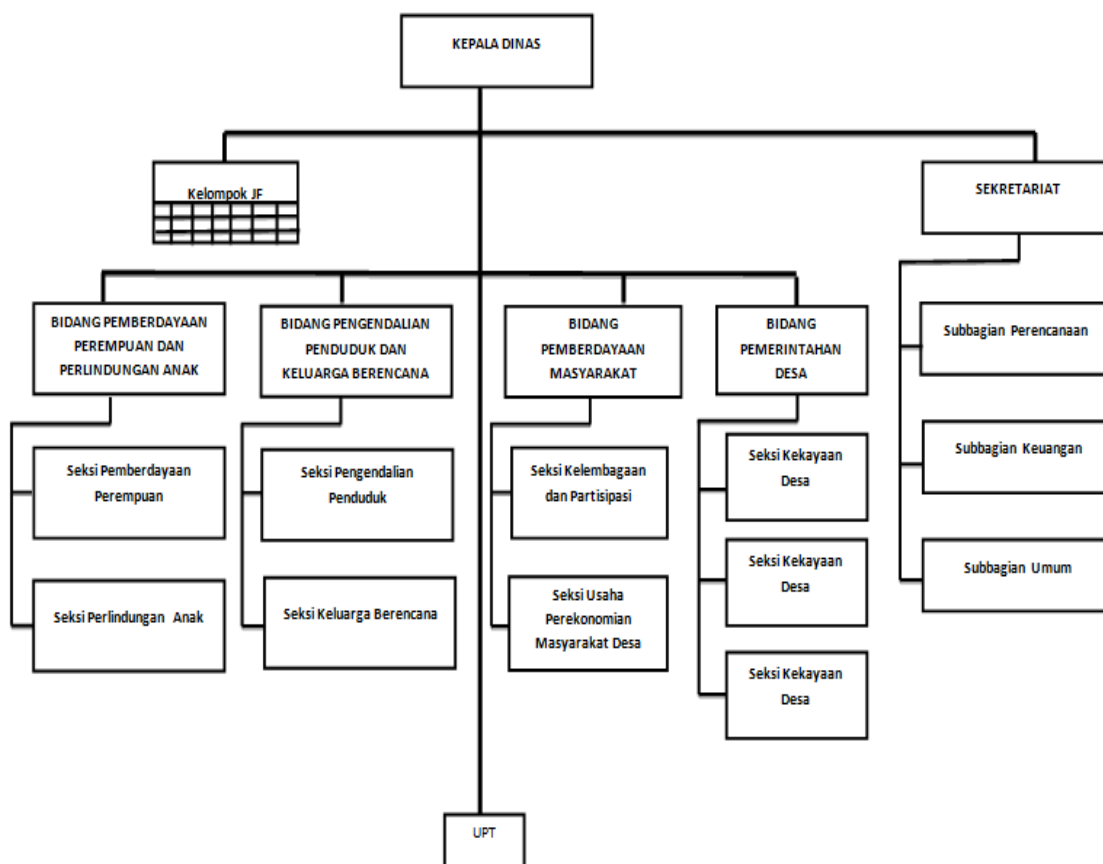 KEPALA DINAS
Kelompok JF
SEKRETARIAT
BIDANG PEMBERDAYAAN
PEREMPUAN DAN
PERLINDUNGAN ANAK
BIDANG PENGENDALIAN
PENDUDUK DAN
KELUARGA BERENCANA
BIDANG
PEMBERDAYAAN
MASYARAKAT
BIDANG
PEMERINTAHAN
DESA
Subbagian Perencanaan
Subbagian Keuangan
Subbagian Umum
Seksi Pemberdayaan
Perempuan
Seksi Perlindungan Anak
Seksi Pengendalian
Penduduk
Seksi Keluarga Berencana
Seksi Kelembagaan
dan Partisipasi
Seksi Usaha
Perekonomian
Masyarakat Desa
Seksi Kekayaan
Desa
Seksi Kekayaan
Desa
Seksi Kekayaan
Desa
UPT